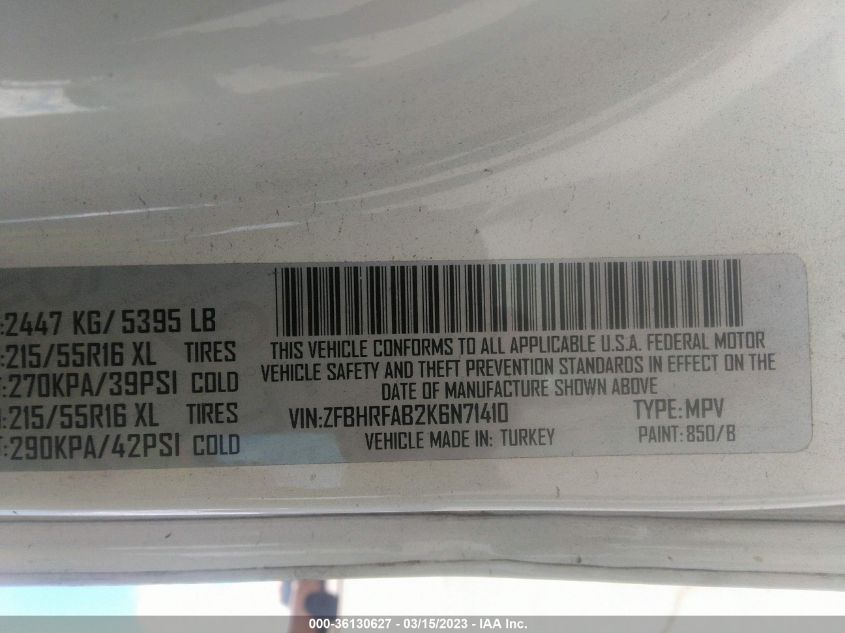 :2447 KG/ 5395 LB
:215/55R16 XL TIRES
:270KPA/39PSI COLD
:215/55R16 XL TIRES
:290KPA/42PSI COLD
THIS VEHICLE CONFORMS TO ALL APPLICABLE U.S.A. FEDERAL MOTOR
VEHICLE SAFETY AND THEFT PREVENTION STANDARDS IN EFFECT ON THE
DATE OF MANUFACTURE SHOWN ABOVE
VIN:ZFBHRFAB2K6N71410 TYPE:MPV
VEHICLE MADE IN: TURKEY PAINT:850/B
000-36130627 - 03/15/2023 - IAA Inc.